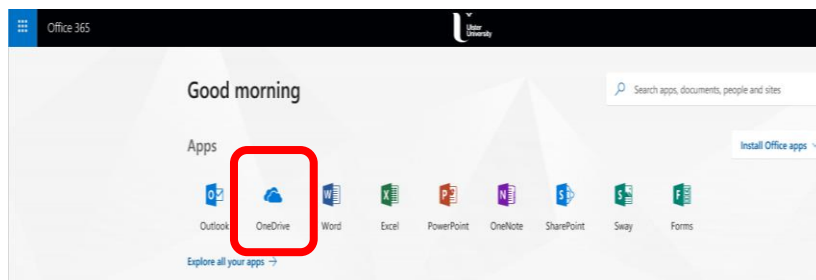 Office 365
Ulster
University
Good morning
Search apps, documents, people and sites
Apps
Install Office apps
Outlook OneDrive Word Excel PowerPoint OneNote SharePoint Sway Forms
Explore all your apps →